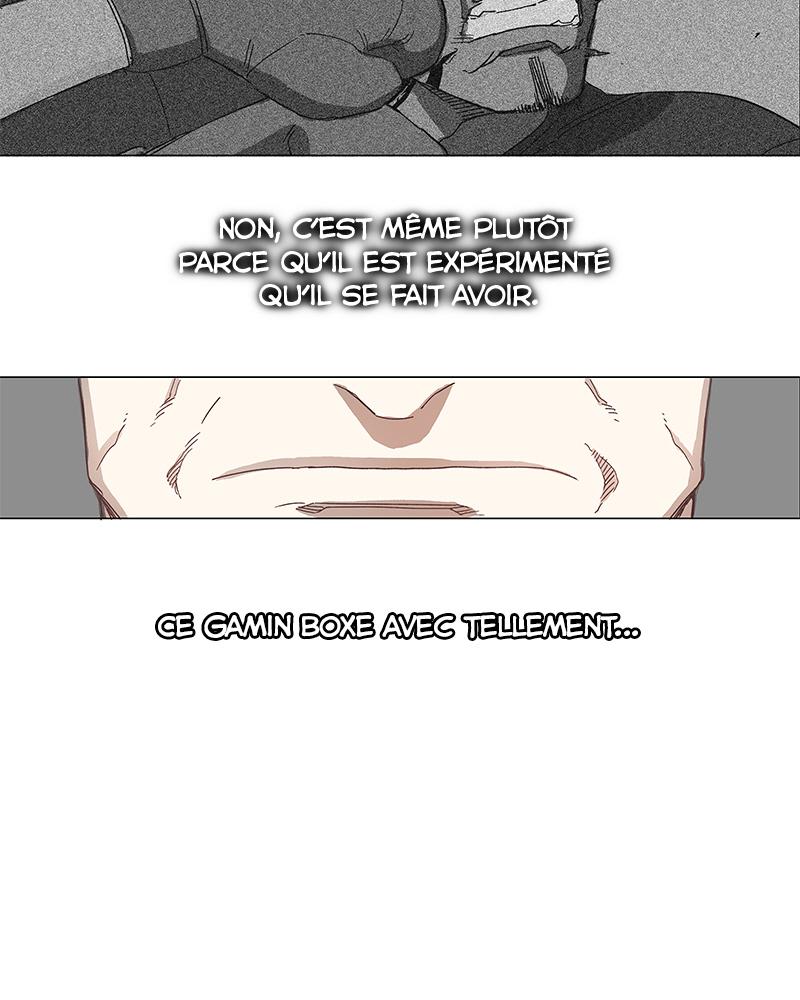 NON, C'EST MÊME PLUTÔT
PARCE QU'IL EST EXPÉRIMENTÉ
QU'IL SE FAIT AVOIR.
CE GAMIN BOXE AVEC TELLEMENT...